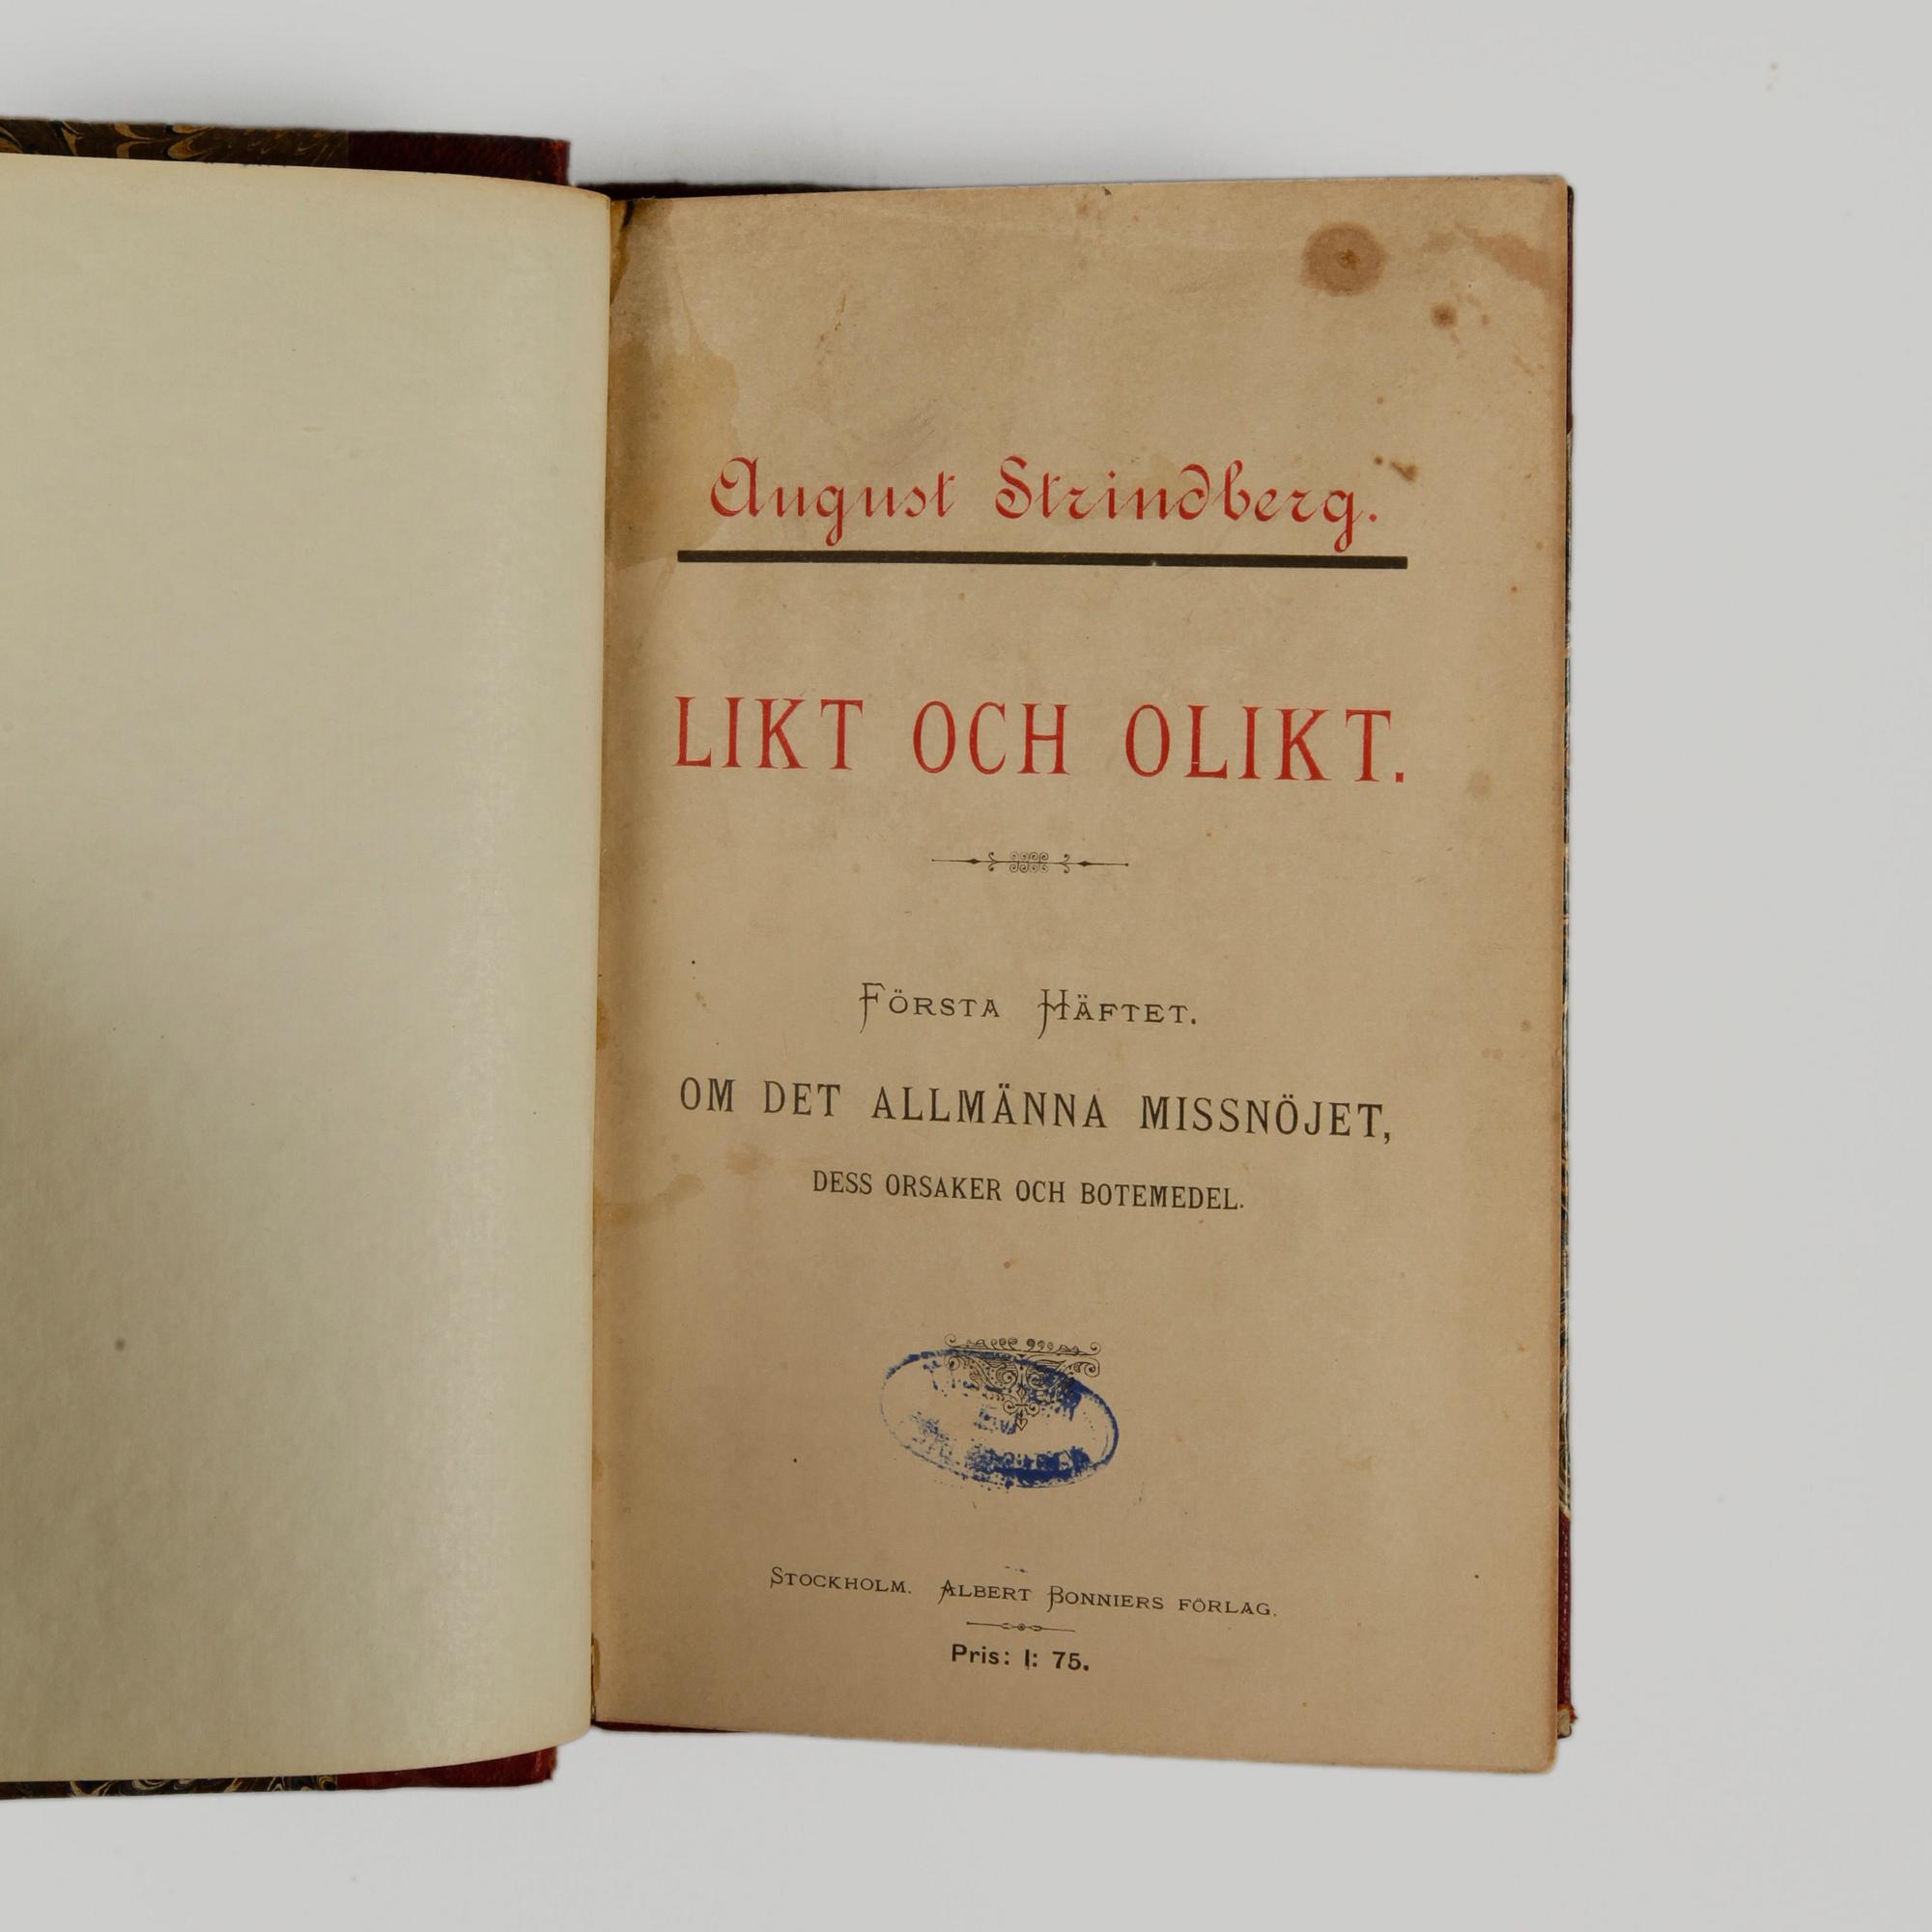 August Strindberg.
LIKT OCH OLIKT.
FÖRSTA HÄFTET.
OM DET ALLMÄNNA MISSNÖJET,
DESS ORSAKER OCH BOTEMEDEL.
STOCKHOLM. ALBERT BONNIERS FÖRLAG.
Pris: 1: 75.